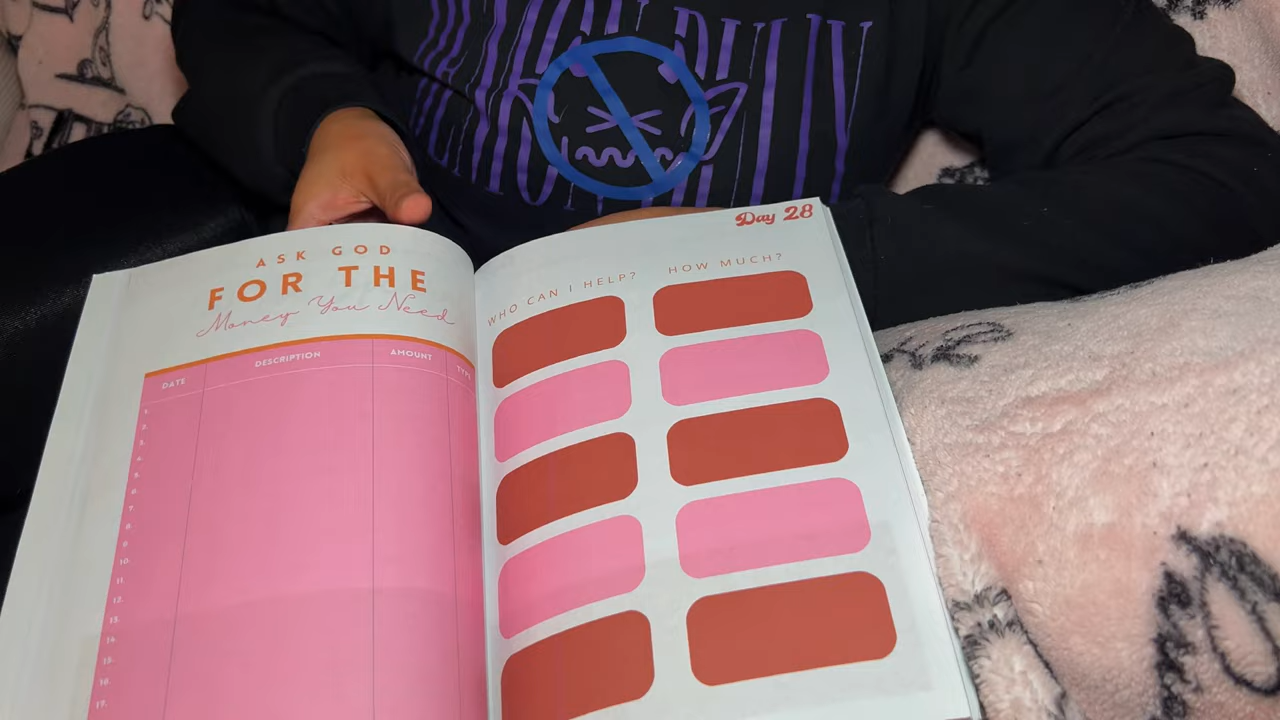 ASK GOD
FOR THE
Money You Need
DATE DESCRIPTION AMOUNT TYPE
1.
2.
3.
4.
5.
6.
7.
8.
9.
10.
11.
12.
13.
14.
15.
16.
17.
Day 28
WHO CAN I HELP? HOW MUCH?